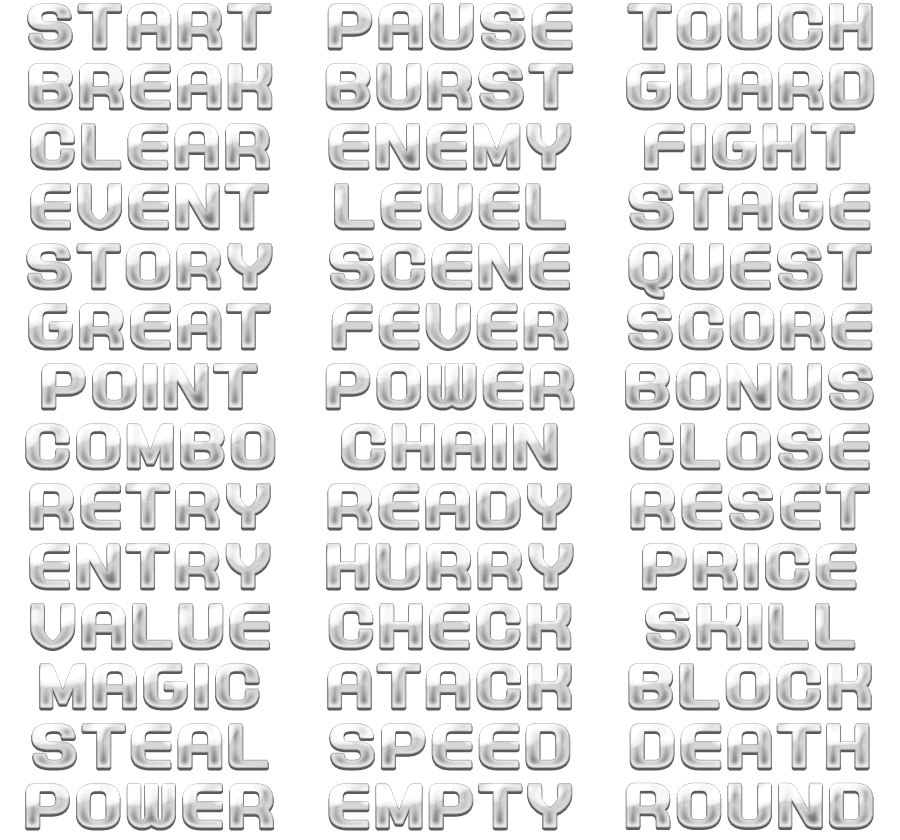 START PAUSE TOUCH
BREAK BURST GUARD
CLEAR ENEMY FIGHT
EVENT LEVEL STAGE
STORY SCENE QUEST
GREAT FEVER SCORE
POINT POWER BONUS
COMBO CHAIN CLOSE
RETRY READY RESET
ENTRY HURRY PRICE
VALUE CHECK SKILL
MAGIC ATACK BLOCK
STEAL SPEED DEATH
POWER EMPTY ROUND